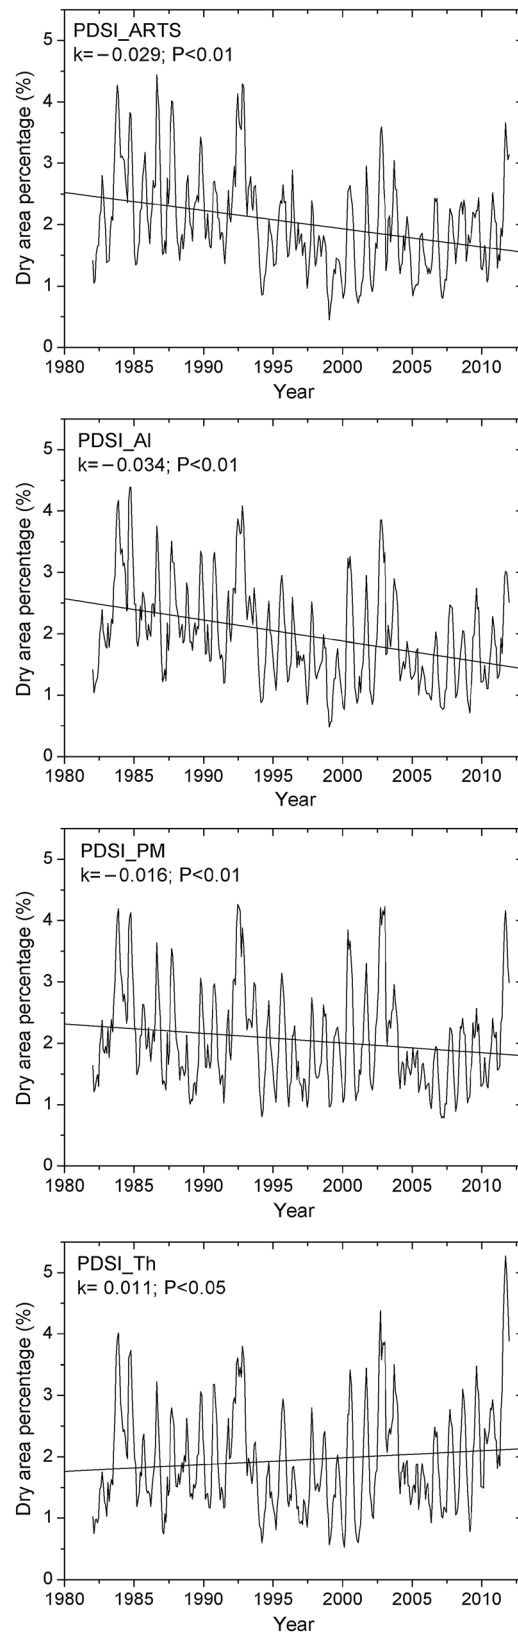 PDSI_ARTS
k=−0.029; P<0.01
Dry area percentage (%)
5
4
3
2
1
0
1980 1985 1990 1995 2000 2005 2010
Year
PDSI_Al
k=−0.034; P<0.01
Dry area percentage (%)
5
4
3
2
1
0
1980 1985 1990 1995 2000 2005 2010
Year
PDSI_PM
k=−0.016; P<0.01
Dry area percentage (%)
5
4
3
2
1
0
1980 1985 1990 1995 2000 2005 2010
Year
PDSI_Th
k= 0.011; P<0.05
Dry area percentage (%)
5
4
3
2
1
0
1980 1985 1990 1995 2000 2005 2010
Year